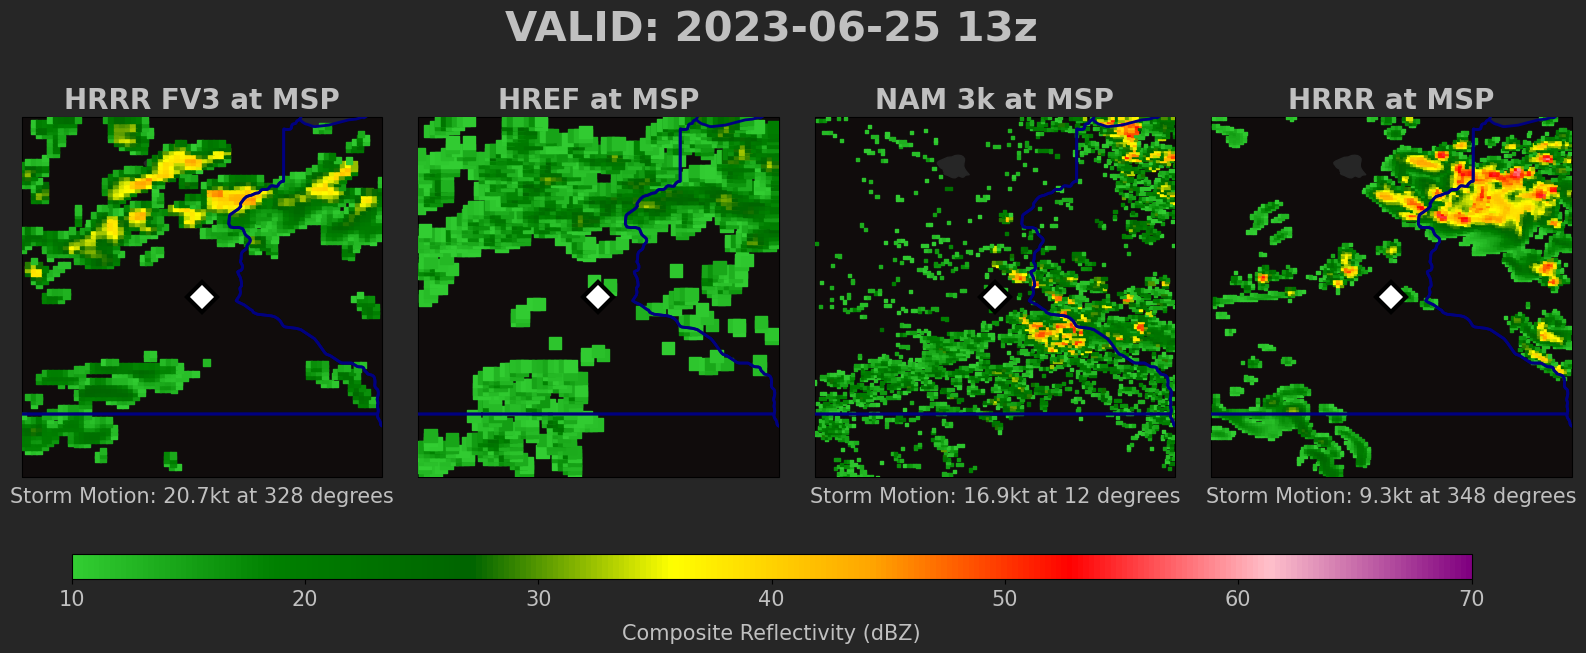 VALID: 2023-06-25 13z
HRRR FV3 at MSP
HREF at MSP
NAM 3k at MSP
HRRR at MSP
Storm Motion: 20.7kt at 328 degrees
Storm Motion: 16.9kt at 12 degrees
Storm Motion: 9.3kt at 348 degrees
10 20 30 40 50 60 70
Composite Reflectivity (dBZ)